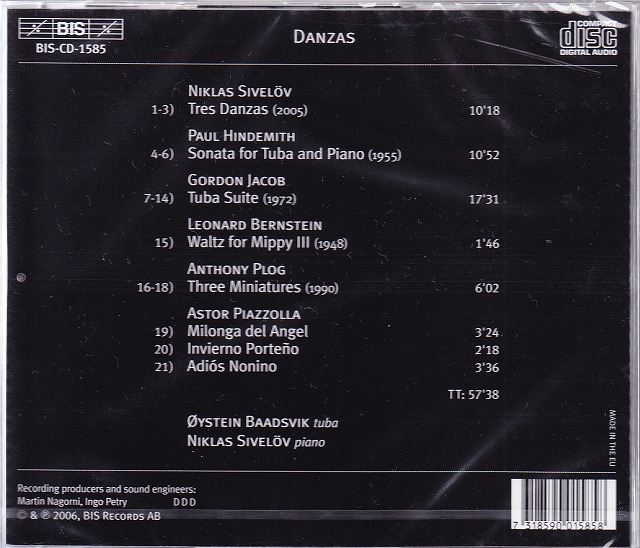 BIS
BIS-CD-1585
DANZAS
COMPACT
disc
DIGITAL AUDIO
NIKLAS SIVELÖV
1-3) Tres Danzas (2005) 10'18
PAUL HINDEMITH
4-6) Sonata for Tuba and Piano (1955) 10'52
GORDON JACOB
7-14) Tuba Suite (1972) 17'31
LEONARD BERNSTEIN
15) Waltz for Mippy III (1948) 1'46
ANTHONY PLOG
16-18) Three Miniatures (1990) 6'02
ASTOR PIAZZOLLA
19) Milonga del Angel 3'24
20) Invierno Porteño 2'18
21) Adiós Nonino 3'36
TT: 57'38
ØYSTEIN BAADSVIK tuba
NIKLAS SIVELÖV piano
MADE IN THE EU
Recording producers and sound engineers:
Martin Nagorni, Ingo Petry D D D
© & ℗ 2006, BIS RECORDS AB
7 318590 015858